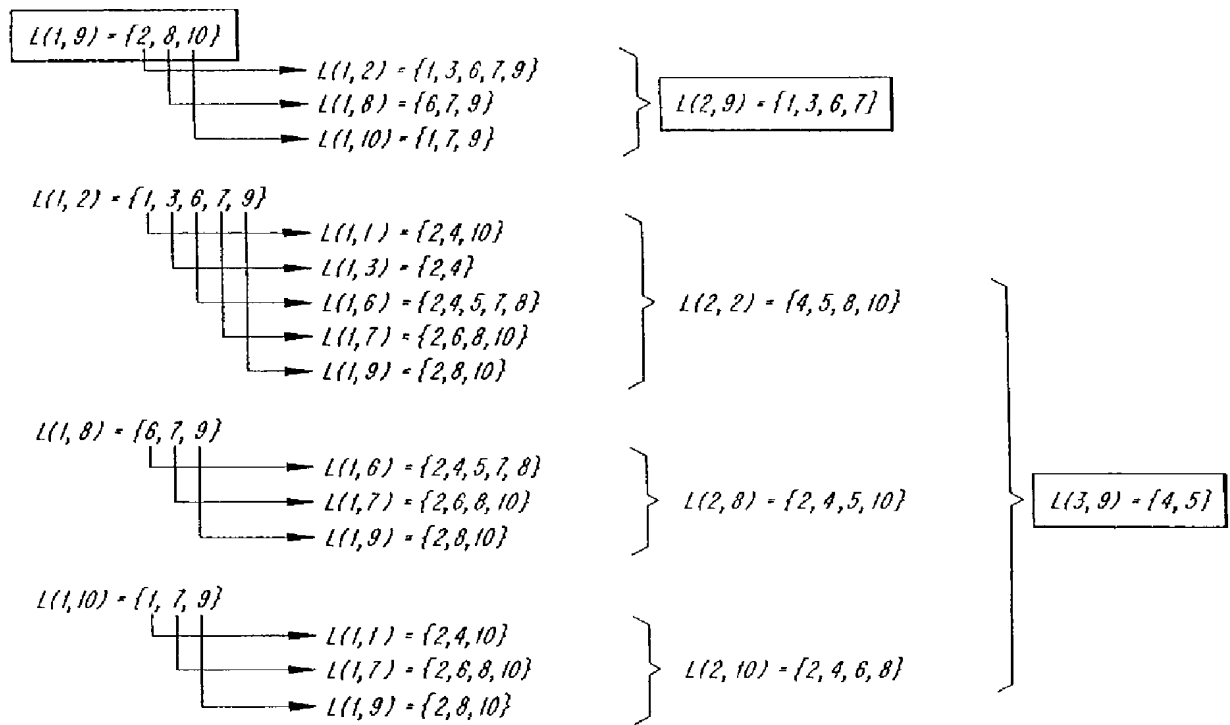 L(1,9) = {2, 8, 10}
L(1,2) = {1,3,6,7,9}
L(1,8) = {6,7,9}
L(1,10) = {1,7,9}
L(2,9) = {1,3,6,7}
L(1,2) = {1, 3, 6, 7, 9}
L(1,1) = {2,4,10}
L(1,3) = {2,4}
L(1,6) = {2,4,5,7,8}
L(1,7) = {2,6,8,10}
L(1,9) = {2,8,10}
L(2,2) = {4,5,8,10}
L(1,8) = {6, 7, 9}
L(1,6) = {2,4,5,7,8}
L(1,7) = {2,6,8,10}
L(1,9) = {2,8,10}
L(2,8) = {2,4,5,10}
L(3,9) = {4,5}
L(1,10) = {1, 7, 9}
L(1,1) = {2,4,10}
L(1,7) = {2,6,8,10}
L(1,9) = {2,8,10}
L(2,10) = {2,4,6,8}